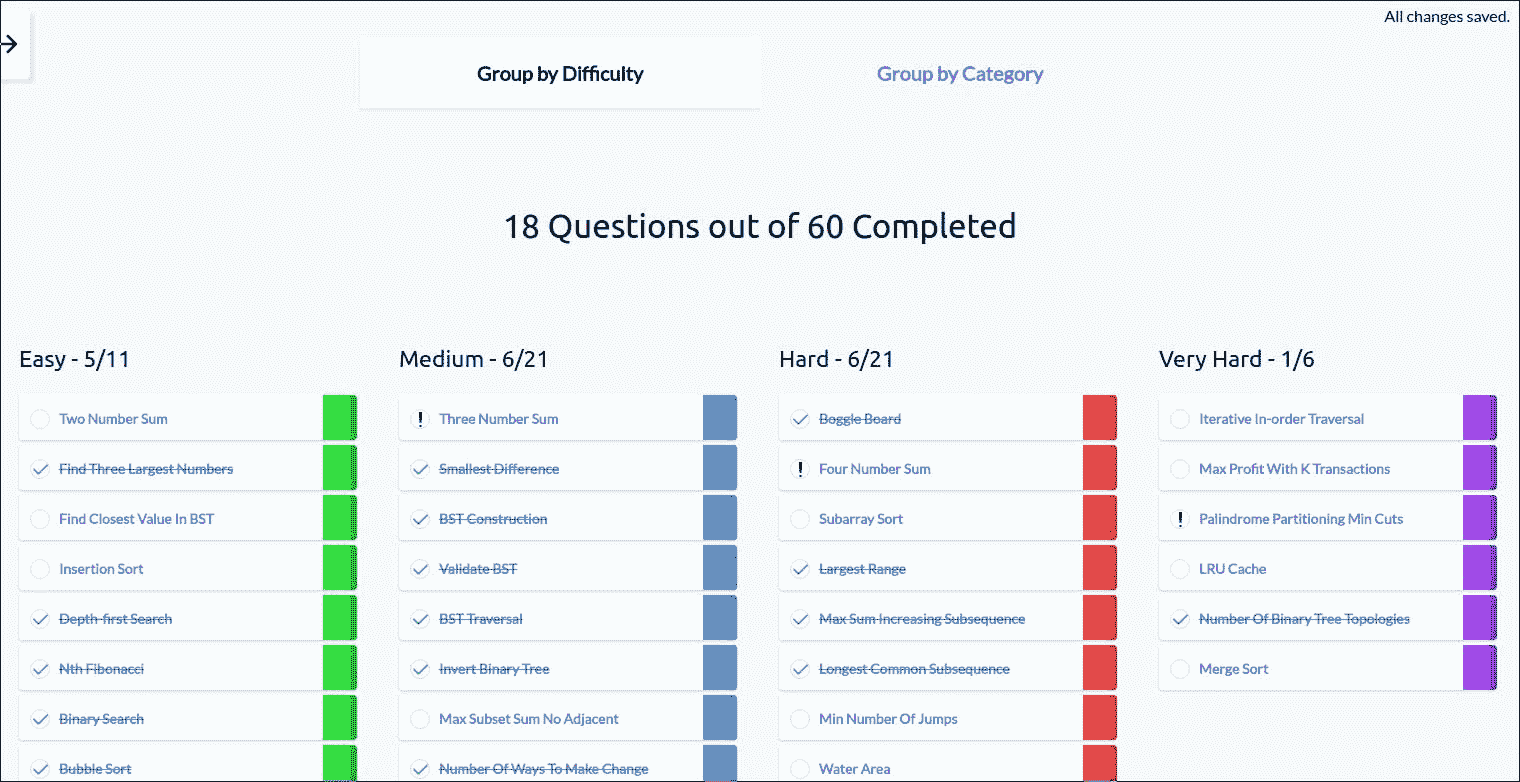 All changes saved.
Group by Difficulty
Group by Category
18 Questions out of 60 Completed
Easy - 5/11
Two Number Sum
Find Three Largest Numbers
Find Closest Value In BST
Insertion Sort
Depth-first Search
Nth Fibonacci
Binary Search
Bubble Sort
Medium - 6/21
! Three Number Sum
Smallest Difference
BST Construction
Validate BST
BST Traversal
Invert Binary Tree
Max Subset Sum No Adjacent
Number Of Ways To Make Change
Hard - 6/21
Boggle Board
! Four Number Sum
Subarray Sort
Largest Range
Max Sum Increasing Subsequence
Longest Common Subsequence
Min Number Of Jumps
Water Area
Very Hard - 1/6
Iterative In-order Traversal
Max Profit With K Transactions
! Palindrome Partitioning Min Cuts
LRU Cache
Number Of Binary Tree Topologies
Merge Sort